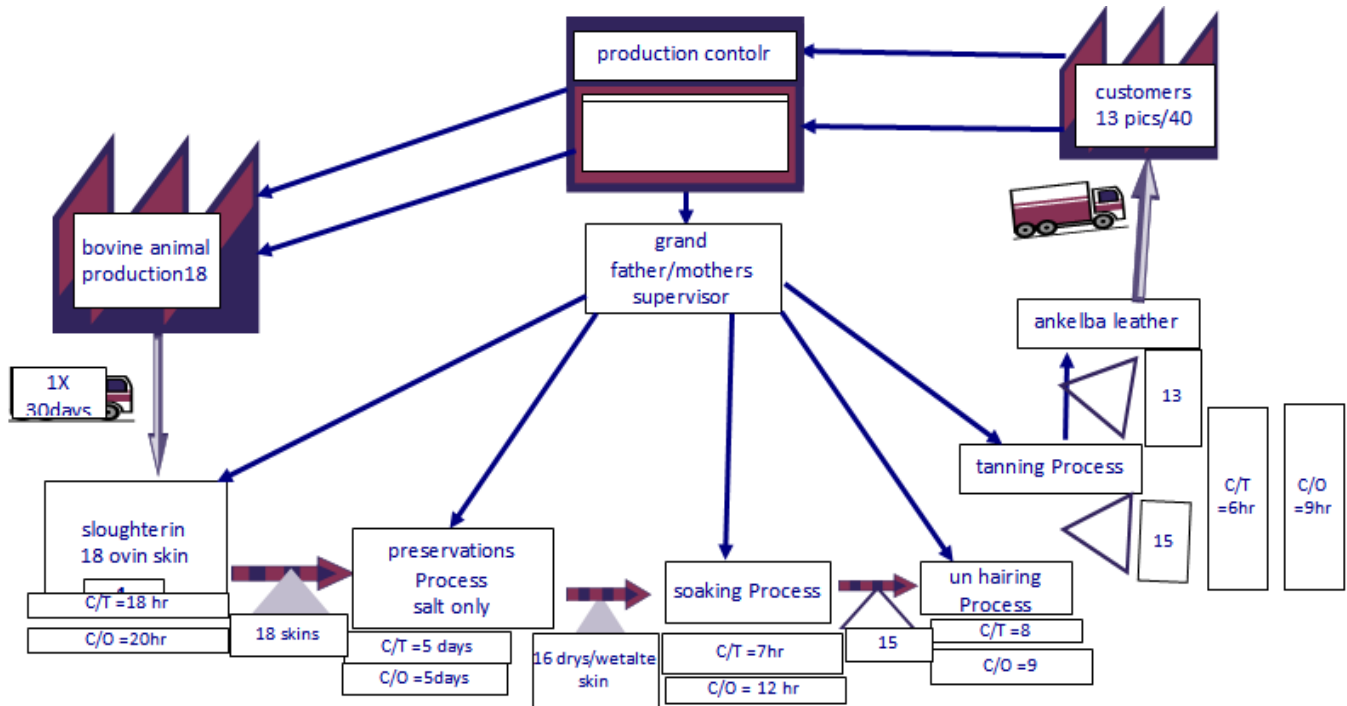 production contolr
customers
13 pics/40
bovine animal
production18
grand
father/mothers
supervisor
ankelba leather
1X
30days
13
tanning Process
C/T
=6hr
C/O
=9hr
15
sloughterin
18 ovin skin
C/T =18 hr
C/O =20hr
18 skins
preservations
Process
salt only
C/T =5 days
C/O =5days
16 drys/wetalte
skin
soaking Process
C/T =7hr
C/O = 12 hr
15
un hairing
Process
C/T =8
C/O =9